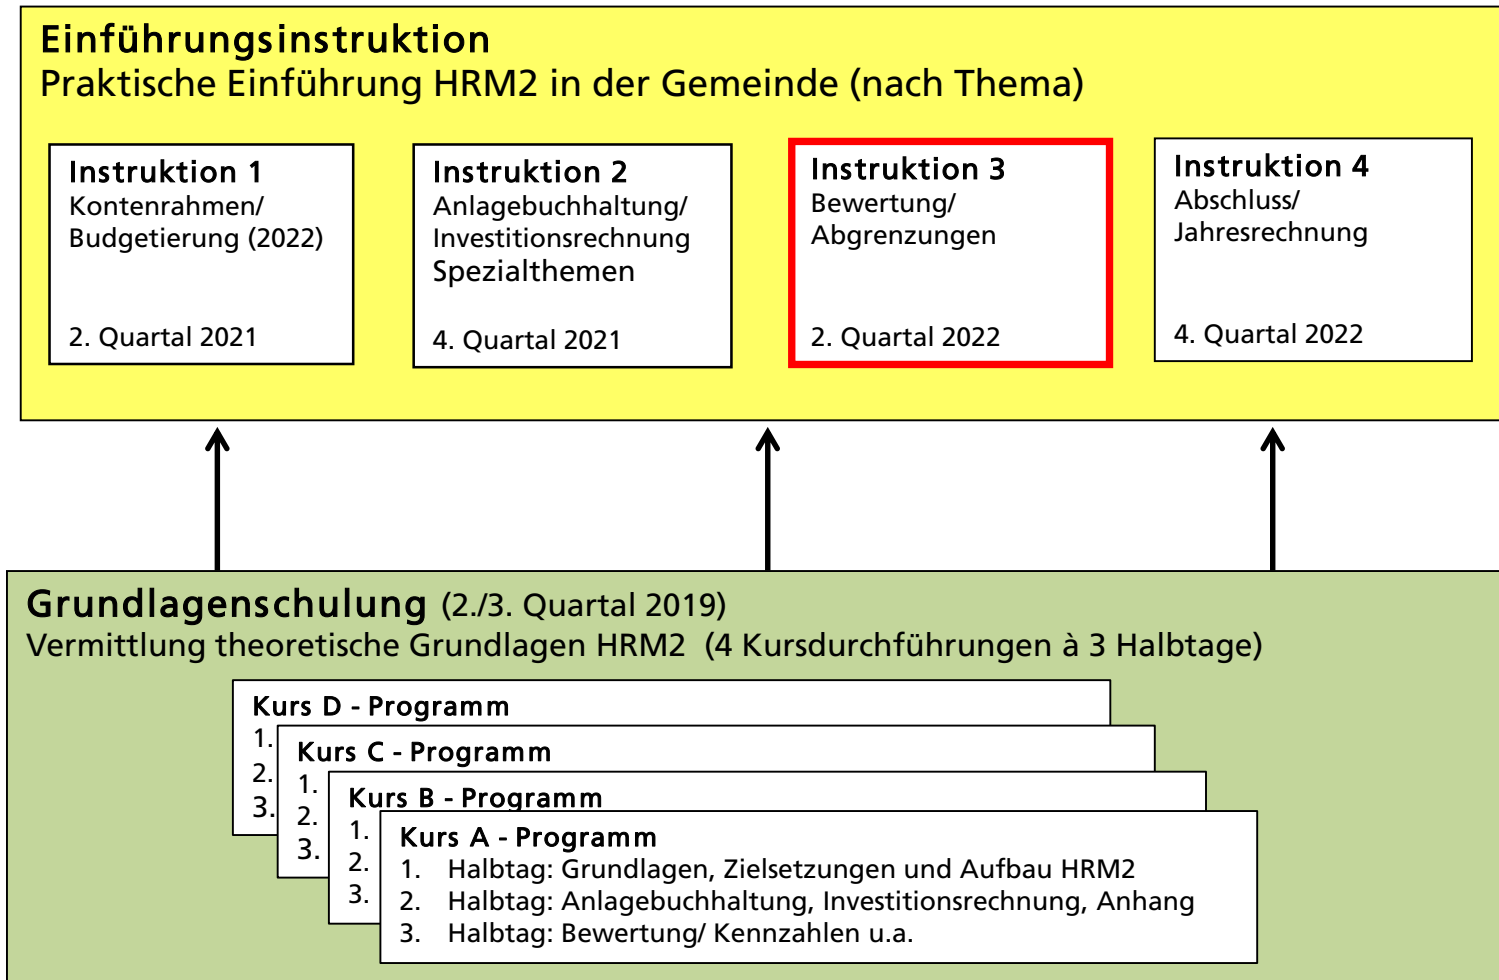 Einführungsinstruktion
Praktische Einführung HRM2 in der Gemeinde (nach Thema)
Instruktion 1
Kontenrahmen/
Budgetierung (2022)
2. Quartal 2021
Instruktion 2
Anlagebuchhaltung/
Investitionsrechnung
Spezialthemen
4. Quartal 2021
Instruktion 3
Bewertung/
Abgrenzungen
2. Quartal 2022
Instruktion 4
Abschluss/
Jahresrechnung
4. Quartal 2022
Grundlagenschulung (2./3. Quartal 2019)
Vermittlung theoretische Grundlagen HRM2 (4 Kursdurchführungen à 3 Halbtage)
Kurs D - Programm
1.
2.
3.
Kurs C - Programm
1.
2.
3.
Kurs B - Programm
1.
2.
3.
Kurs A - Programm
1. Halbtag: Grundlagen, Zielsetzungen und Aufbau HRM2
2. Halbtag: Anlagebuchhaltung, Investitionsrechnung, Anhang
3. Halbtag: Bewertung/ Kennzahlen u.a.